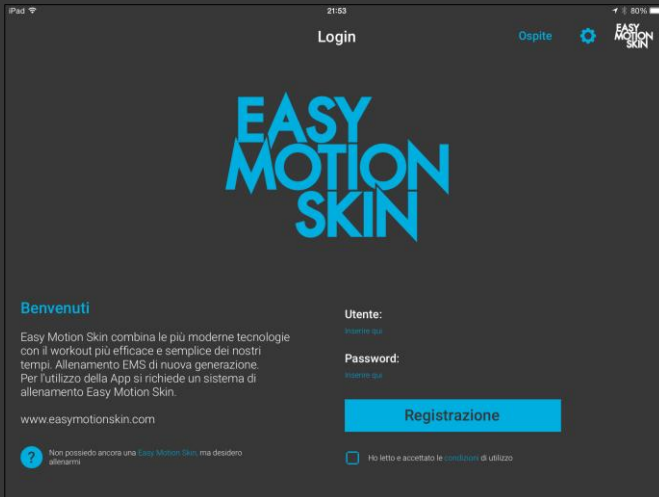 iPad 21:53 80%
Login
Ospite
EASY
MOTION
SKIN
EASY
MOTION
SKIN
Benvenuti
Easy Motion Skin combina le più moderne tecnologie
con il workout più efficace e semplice dei nostri
tempi. Allenamento EMS di nuova generazione.
Per l'utilizzo della App si richiede un sistema di
allenamento Easy Motion Skin.
www.easymotionskin.com
? Non possiedo ancora una Easy Motion Skin, ma desidero
allenarmi
Utente:
Inserire qui
Password:
Inserire qui
Registrazione
Ho letto e accettato le condizioni di utilizzo